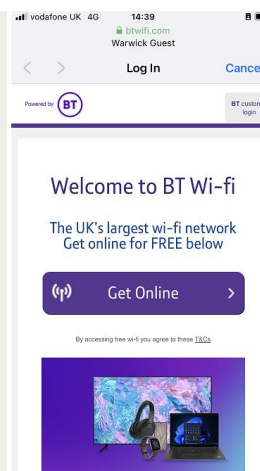 vodafone UK 4G 14:39
btwifi.com
Warwick Guest
Log In
Cance
Powered by BT
BT custom
login
Welcome to BT Wi-fi
The UK's largest wi-fi network
Get online for FREE below
Get Online
By accessing free wi-fi you agree to these T&Cs